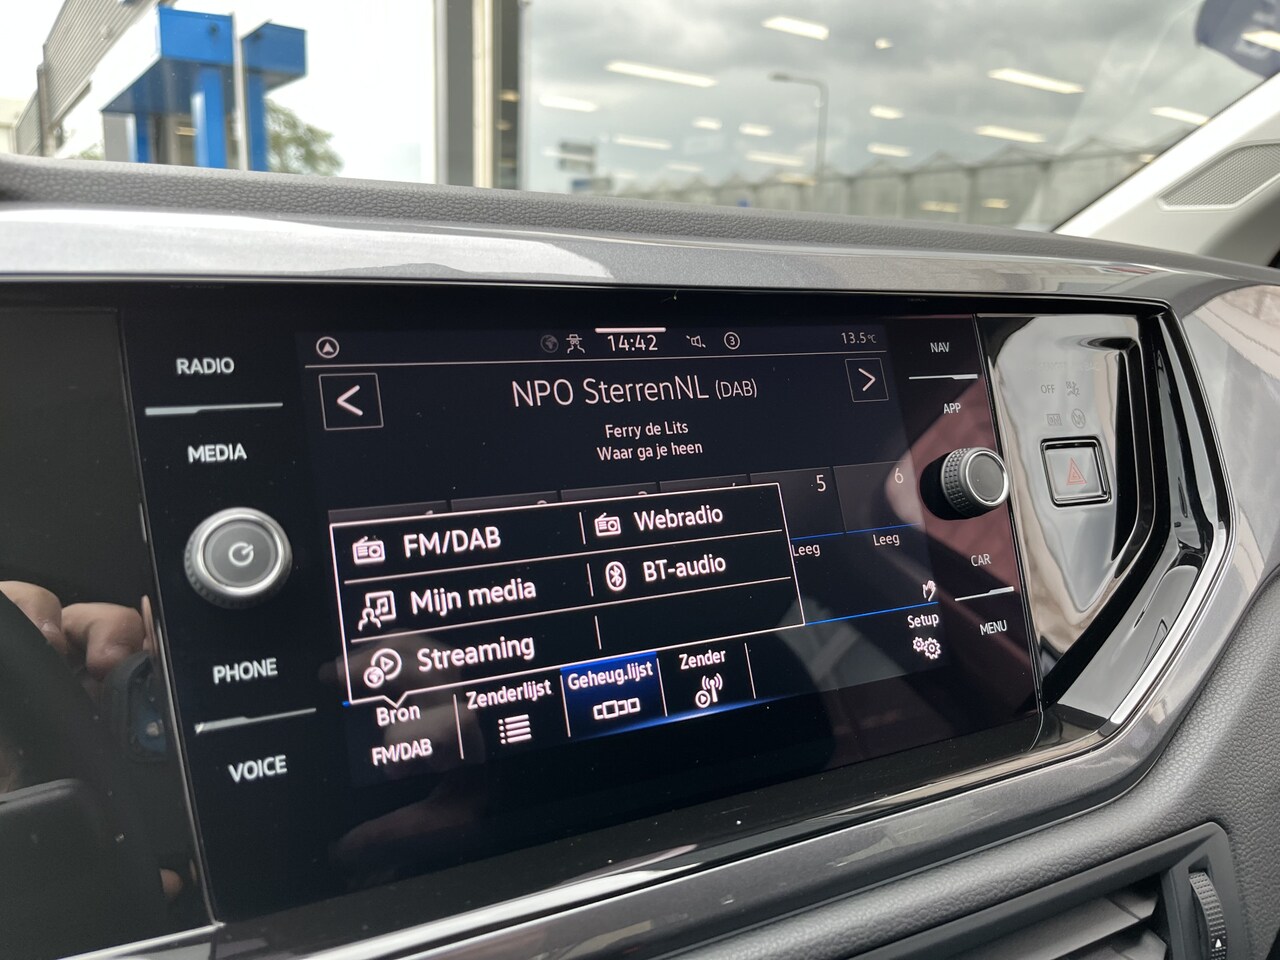 RADIO
MEDIA
PHONE
VOICE
14:42
3
13.5°C
NPO SterrenNL (DAB)
Ferry de Lits
Waar ga je heen
5
6
Leeg
Leeg
FM/DAB
Webradio
Mijn media
BT-audio
Streaming
Bron
FM/DAB
Zenderlijst
Geheug.lijst
Zender
Setup
NAV
APP
CAR
MENU
OFF